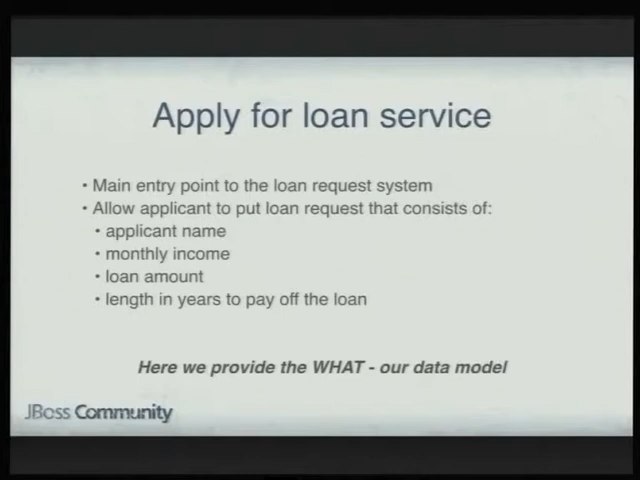 Apply for loan service
• Main entry point to the loan request system
• Allow applicant to put loan request that consists of:
• applicant name
• monthly income
• loan amount
• length in years to pay off the loan
Here we provide the WHAT - our data model
JBoss Community